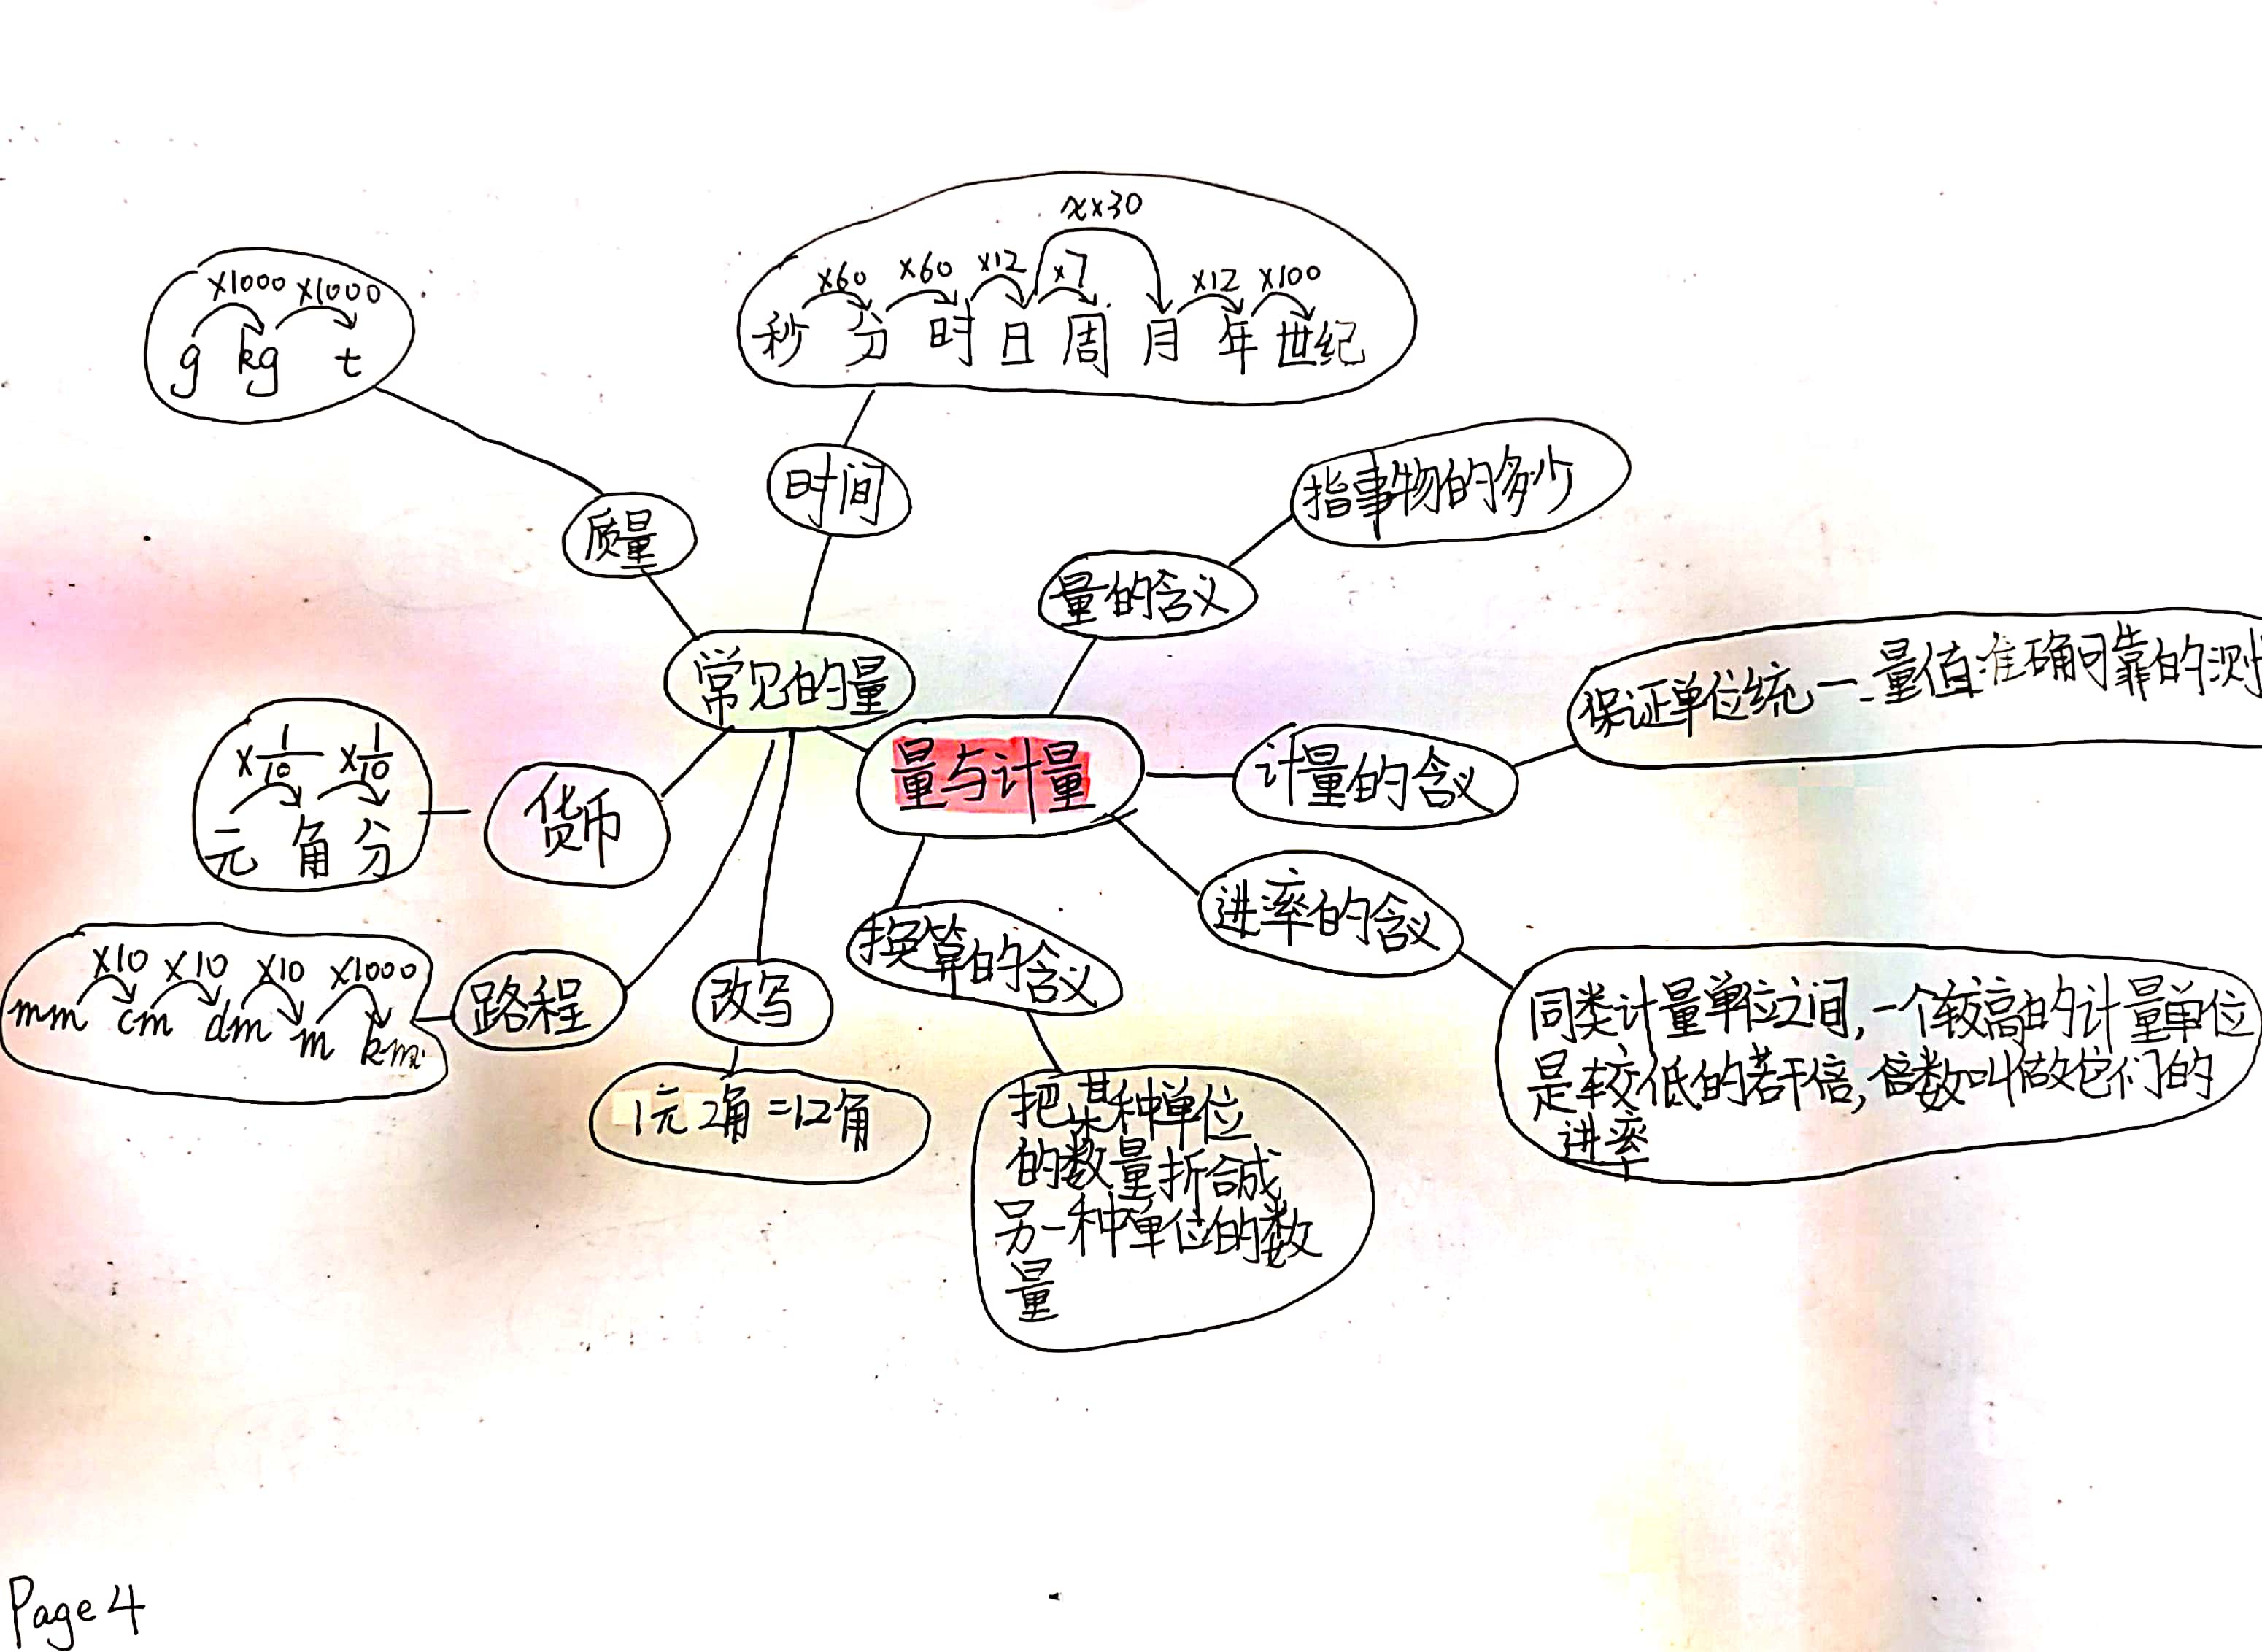 ×1000 ×1000
g kg t
≈×30
×60 ×60 ×12 ×7 ×12 ×100
秒 分 时 日 周 月 年 世纪
时间
质量
指事物的多少
量的含义
常见的量
保证单位统一.量值准确可靠的测
量与计量
计量的含义
×1/10 ×1/10
元 角 分
货币
进率的含义
换算的含义
×10 ×10 ×10 ×1000
mm cm dm m km
路程
改写
1元2角=12角
同类计量单位之间,一个较高的计量单位
是较低的若干倍,倍数叫做它们的
进率
把某种单位
的数量折合成
另一种单位的数
量
Page 4